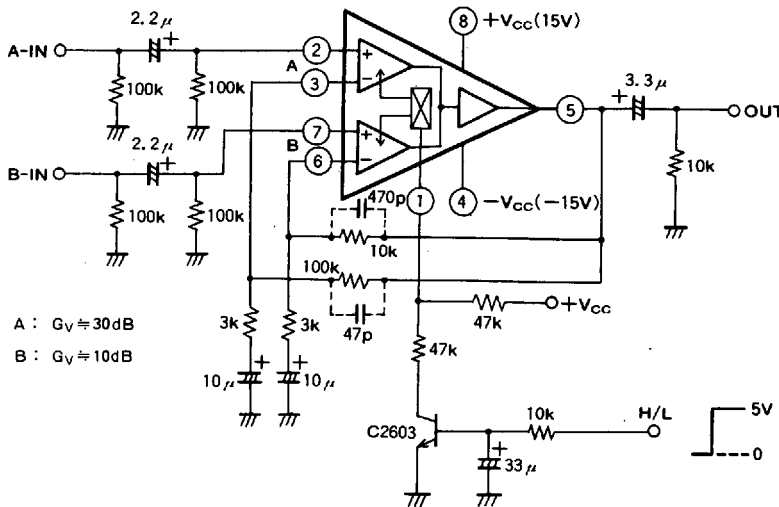 2.2μ +
A-IN
100k
100k
2
+
A
3
−
8
+VCC(15V)
3.3μ
+
5
OUT
10k
2.2μ +
7
+
B
6
−
B-IN
100k
100k
470p
1
4
−VCC(−15V)
10k
100k
47p
47k
+VCC
A : GV≒30dB
B : GV≒10dB
3k
3k
47k
+
10μ
+
10μ
C2603
10k
H/L
5V
0
+
33μ